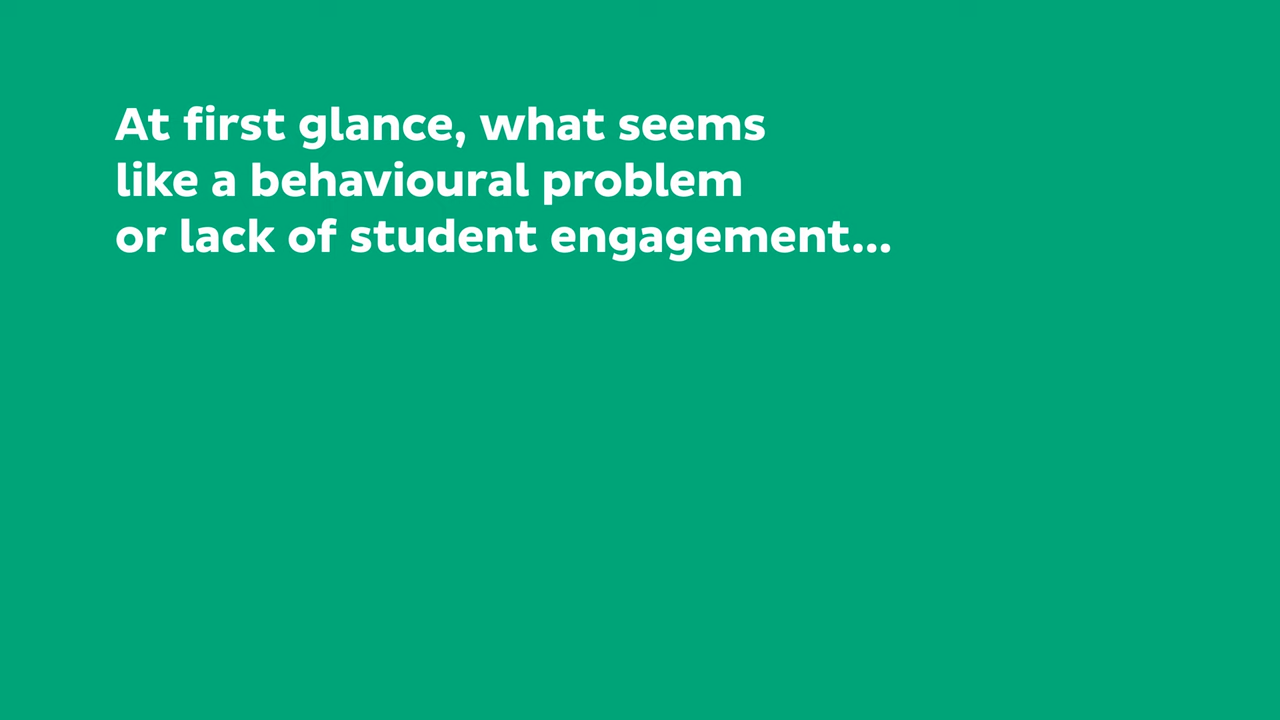 At first glance, what seems
like a behavioural problem
or lack of student engagement...